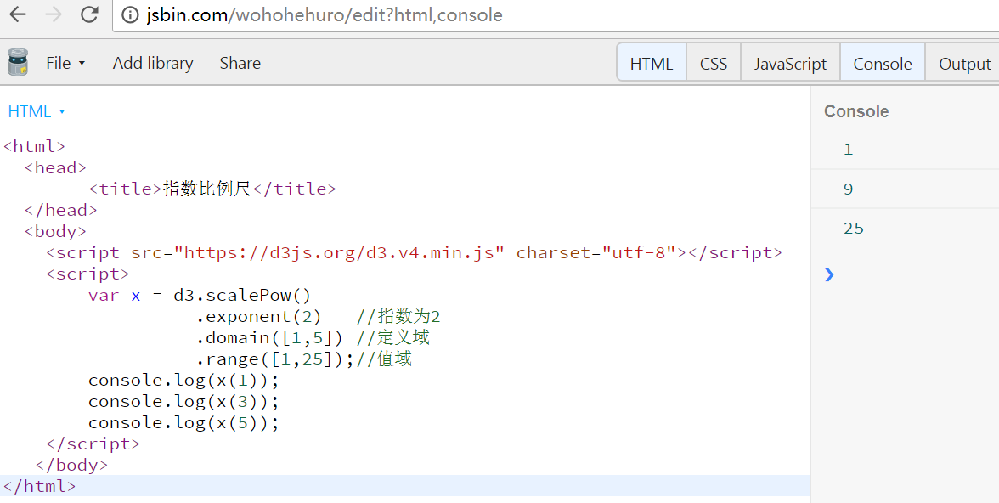 jsbin.com/wohohehuro/edit?html,console
File Add library Share HTML CSS JavaScript Console Output
HTML
Console
<html>
<head>
<title>指数比例尺</title>
</head>
<body>
<script src="https://d3js.org/d3.v4.min.js" charset="utf-8"></script>
<script>
var x = d3.scalePow()
.exponent(2) //指数为2
.domain([1,5]) //定义域
.range([1,25]);//值域
console.log(x(1));
console.log(x(3));
console.log(x(5));
</script>
</body>
</html>
1
9
25